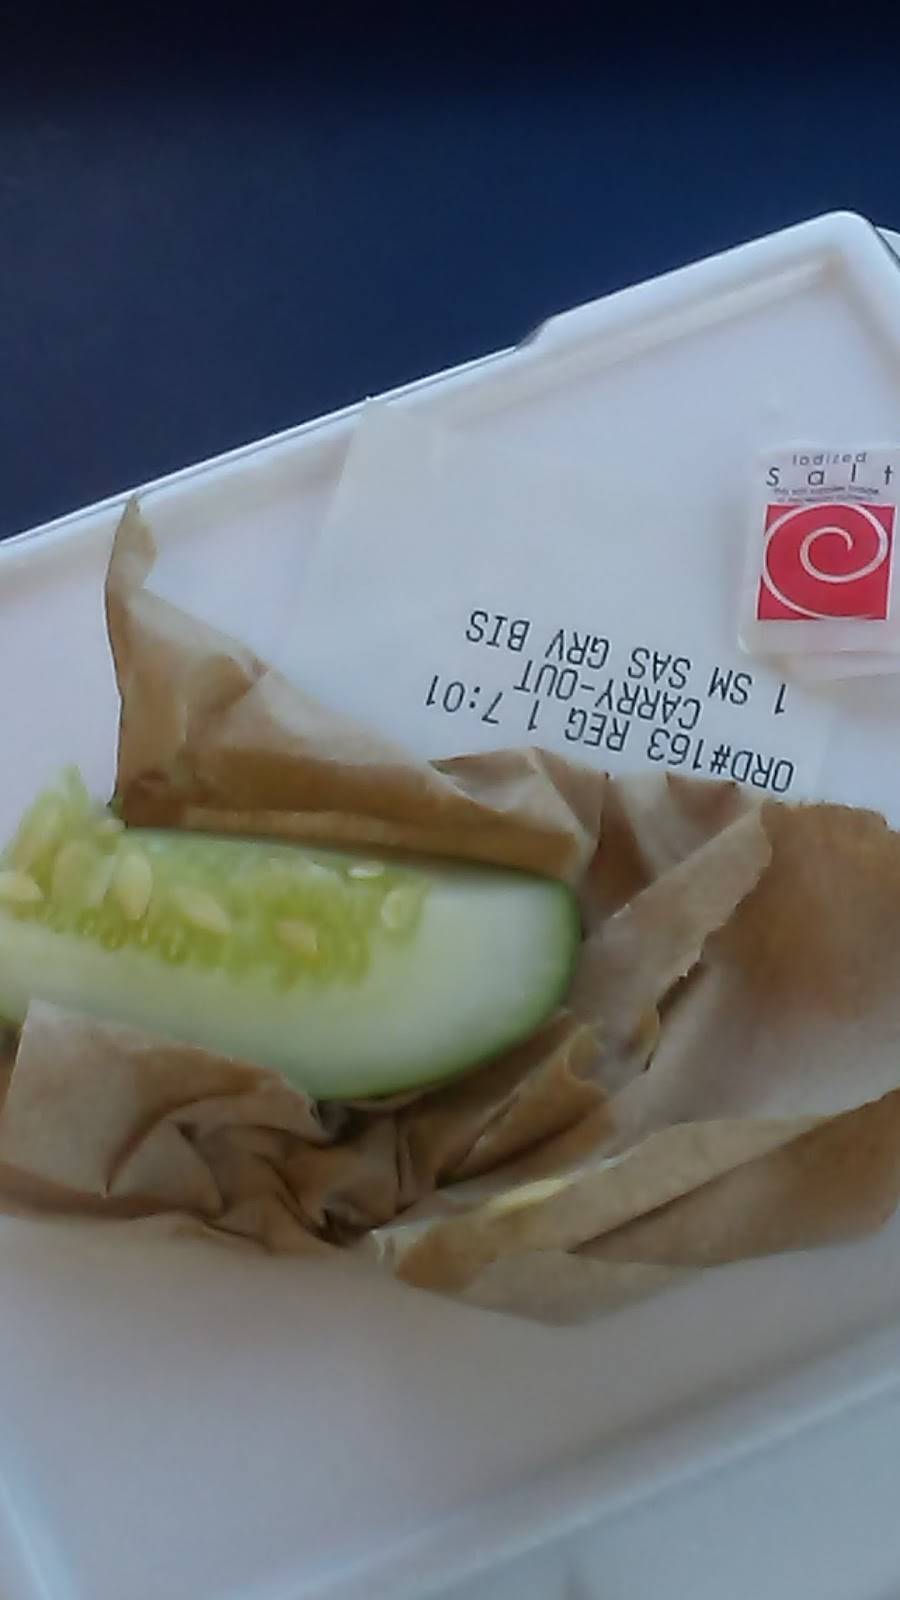 ORD#163 REG 1 7:01
CARRY-OUT
1 SM SAS GRV BIS
Iodized
Salt